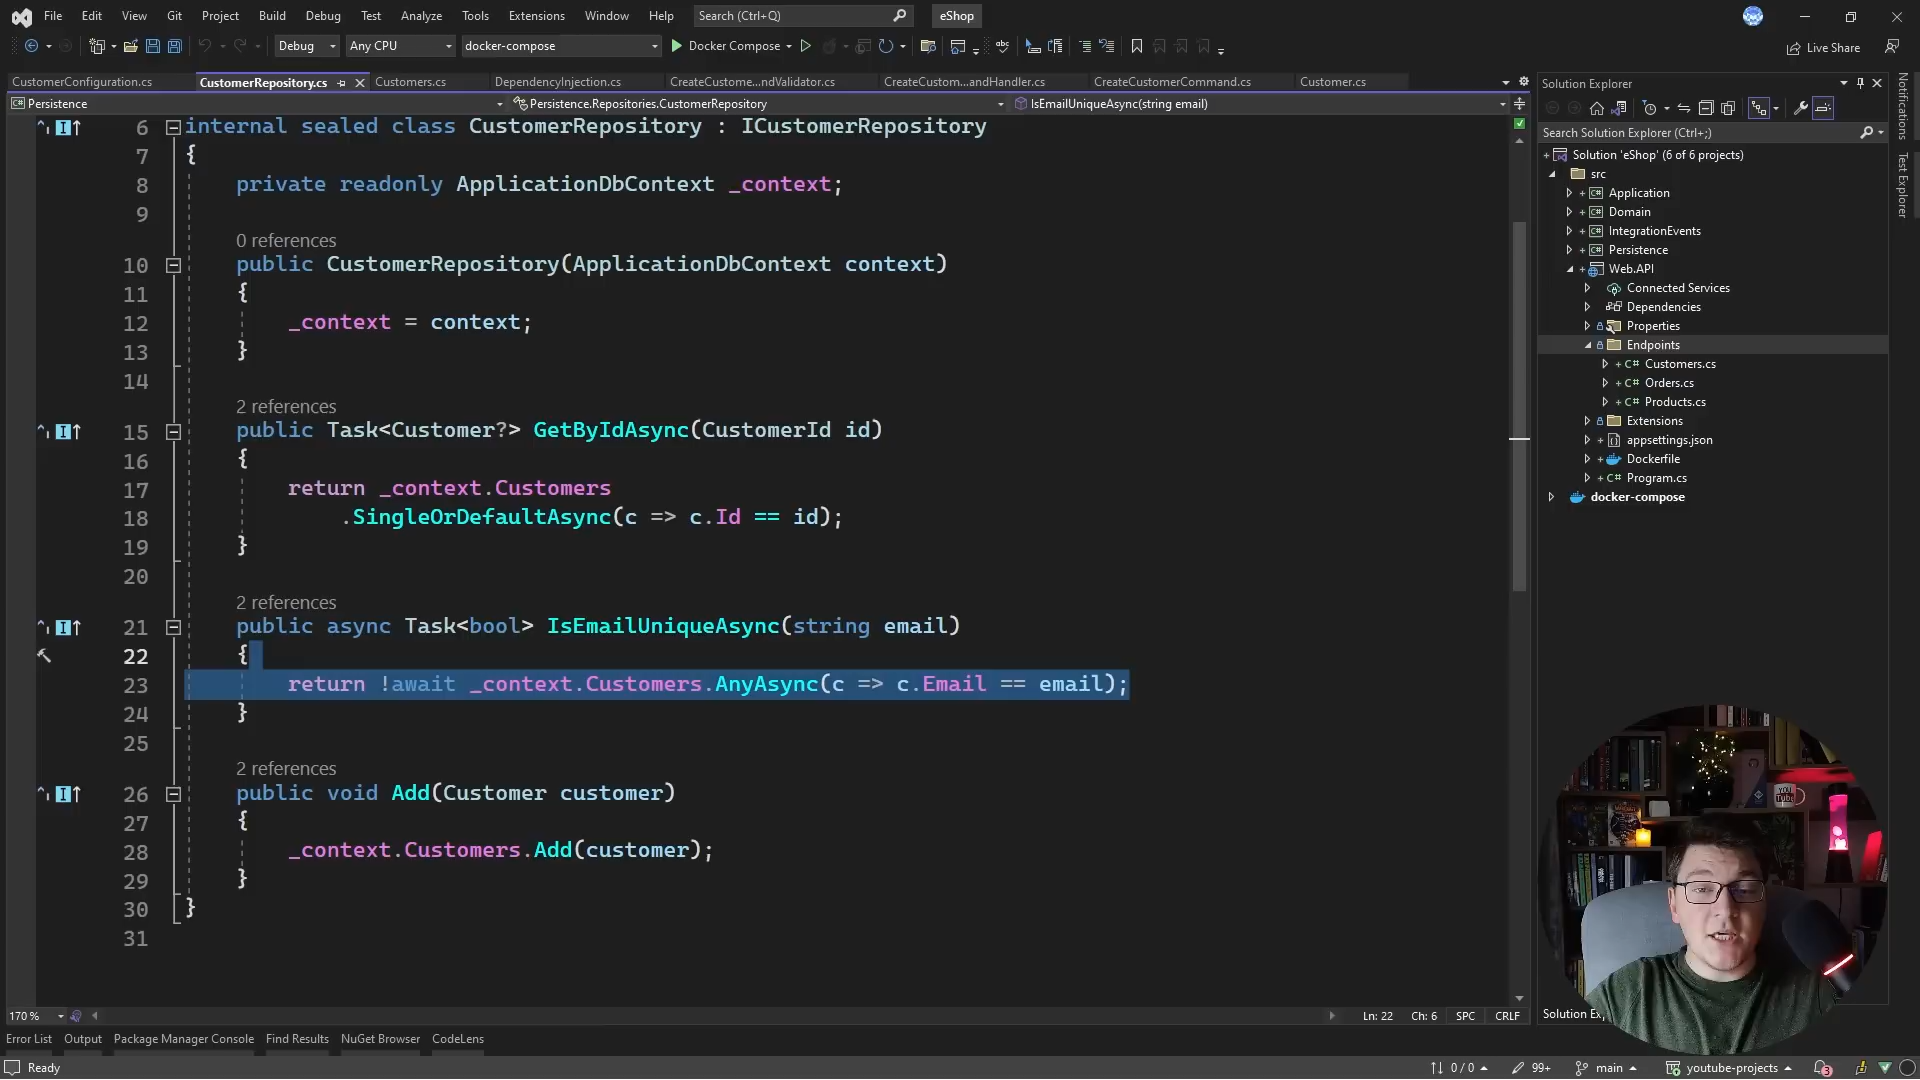 File Edit View Git Project Build Debug Test Analyze Tools Extensions Window Help Search (Ctrl+Q) eShop
Debug Any CPU docker-compose Docker Compose Live Share
CustomerConfiguration.cs CustomerRepository.cs Customers.cs DependencyInjection.cs CreateCustome...ndValidator.cs CreateCustom...andHandler.cs CreateCustomerCommand.cs Customer.cs
Persistence Persistence.Repositories.CustomerRepository IsEmailUniqueAsync(string email)
6 internal sealed class CustomerRepository : ICustomerRepository
7 {
8 private readonly ApplicationDbContext _context;
9
0 references
10 public CustomerRepository(ApplicationDbContext context)
11 {
12 _context = context;
13 }
14
2 references
15 public Task<Customer?> GetByIdAsync(CustomerId id)
16 {
17 return _context.Customers
18 .SingleOrDefaultAsync(c => c.Id == id);
19 }
20
2 references
21 public async Task<bool> IsEmailUniqueAsync(string email)
22 {
23 return !await _context.Customers.AnyAsync(c => c.Email == email);
24 }
25
2 references
26 public void Add(Customer customer)
27 {
28 _context.Customers.Add(customer);
29 }
30 }
31
170 % Ln: 22 Ch: 6 SPC CRLF
Error List Output Package Manager Console Find Results NuGet Browser CodeLens
Ready 0 / 0 99+ main youtube-projects 3
Solution Explorer
Search Solution Explorer (Ctrl+;)
Solution 'eShop' (6 of 6 projects)
src
Application
Domain
IntegrationEvents
Persistence
Web.API
Connected Services
Dependencies
Properties
Endpoints
Customers.cs
Orders.cs
Products.cs
Extensions
appsettings.json
Dockerfile
Program.cs
docker-compose
Solution
Notifications
Test Explorer
YOU
Tube